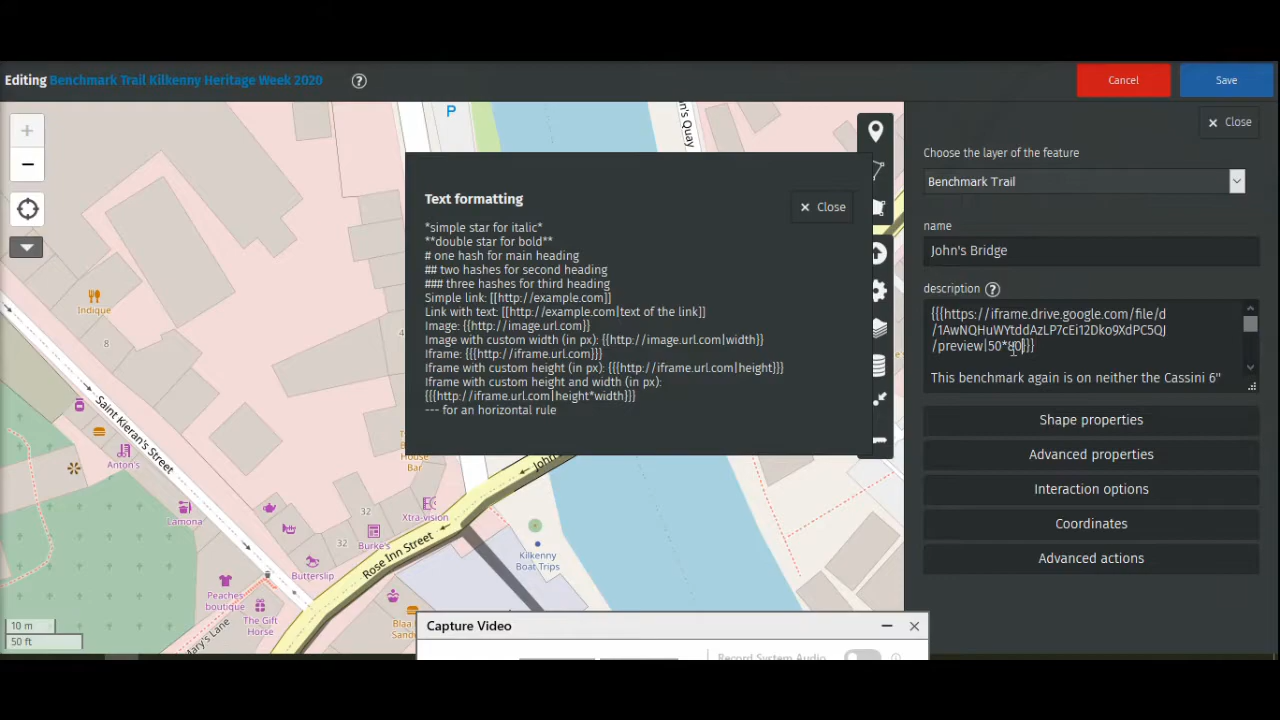 Editing Benchmark Trail Kilkenny Heritage Week 2020 ?
Cancel
Save
P
n's Quay
Indique
Saint Kieran's Street
Anton's
Lamona
32
Burke's
Xtra-vision
32
Butterslip
Rose Inn Street
House
Bar
Kilkenny
Boat Trips
Peaches
boutique
The Gift
Horse
Mary's Lane
10 m
50 ft
Text formatting
Close
*simple star for italic*
**double star for bold**
# one hash for main heading
## two hashes for second heading
### three hashes for third heading
Simple link: [[http://example.com]]
Link with text: [[http://example.com|text of the link]]
Image: {{http://image.url.com}}
Image with custom width (in px): {{http://image.url.com|width}}
Iframe: {{{http://iframe.url.com}}}
Iframe with custom height (in px): {{{http://iframe.url.com|height}}}
Iframe with custom height and width (in px):
{{{http://iframe.url.com|height*width}}}
--- for an horizontal rule
Close
Choose the layer of the feature
Benchmark Trail
name
John's Bridge
description ?
{{{https://iframe.drive.google.com/file/d
/1AwNQHuWYtddAzLP7cEi12Dko9XdPC5QJ
This benchmark again is on neither the Cassini 6"
Shape properties
Advanced properties
Interaction options
Coordinates
Advanced actions
Capture Video
Record System Audio